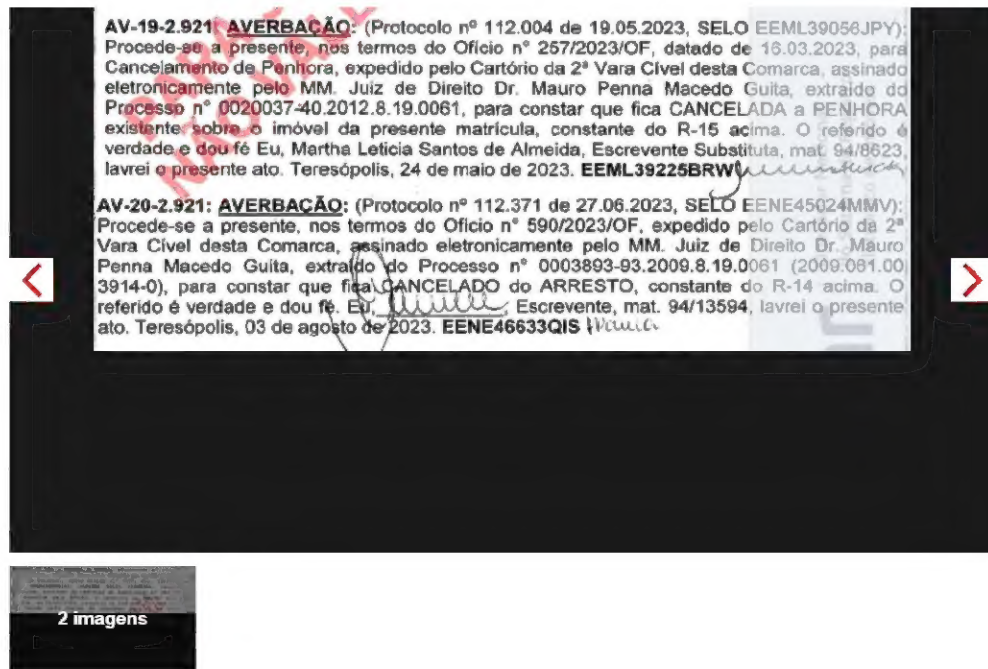 AV-19-2.921: AVERBAÇÃO: (Protocolo nº 112.004 de 19.05.2023, SELO EEML39056JPY):
Procede-se a presente, nos termos do Ofício nº 257/2023/OF, datado de 16.03.2023, para
Cancelamento de Penhora, expedido pelo Cartório da 2ª Vara Cível desta Comarca, assinado
eletronicamente pelo MM. Juiz de Direito Dr. Mauro Penna Macedo Guita, extraído do
Processo nº 0020037-40.2012.8.19.0061, para constar que fica CANCELADA a PENHORA
existente sobre o imóvel da presente matrícula, constante do R-15 acima. O referido é
verdade e dou fé Eu, Martha Leticia Santos de Almeida, Escrevente Substituta, mat. 94/8623,
lavrei o presente ato. Teresópolis, 24 de maio de 2023. EEML39225BRW
AV-20-2.921: AVERBAÇÃO: (Protocolo nº 112.371 de 27.06.2023, SELO EENE45024MMV):
Procede-se a presente, nos termos do Ofício nº 590/2023/OF, expedido pelo Cartório da 2ª
Vara Cível desta Comarca, assinado eletronicamente pelo MM. Juiz de Direito Dr. Mauro
Penna Macedo Guita, extraído do Processo nº 0003893-93.2009.8.19.0061 (2009.061.00
3914-0), para constar que fica CANCELADO do ARRESTO, constante do R-14 acima. O
referido é verdade e dou fé. Eu, Escrevente, mat. 94/13594, lavrei o presente
ato. Teresópolis, 03 de agosto de 2023. EENE46633QIS
2 imagens